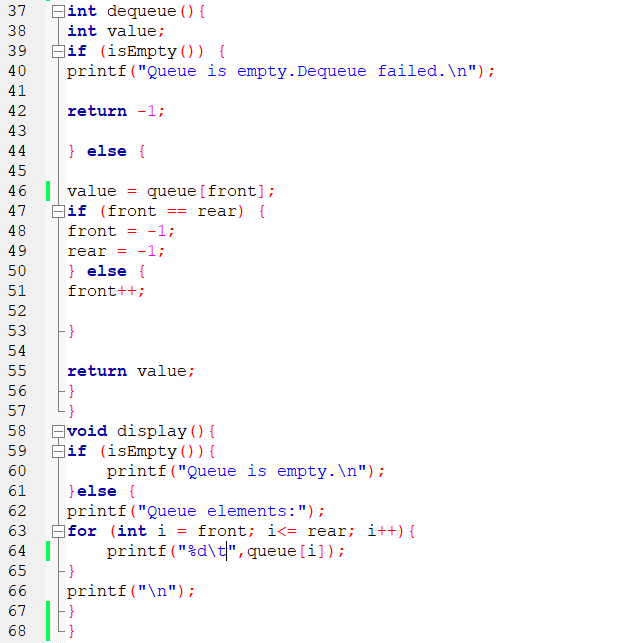 37 int dequeue(){
38 int value;
39 if (isEmpty()) {
40 printf("Queue is empty.Dequeue failed.\n");
41
42 return -1;
43
44 } else {
45
46 value = queue[front];
47 if (front == rear) {
48 front = -1;
49 rear = -1;
50 } else {
51 front++;
52
53 }
54
55 return value;
56 }
57 }
58 void display(){
59 if (isEmpty()){
60     printf("Queue is empty.\n");
61 }else {
62 printf("Queue elements:");
63 for (int i = front; i<= rear; i++){
64     printf("%d\t",queue[i]);
65 }
66 printf("\n");
67 }
68 }